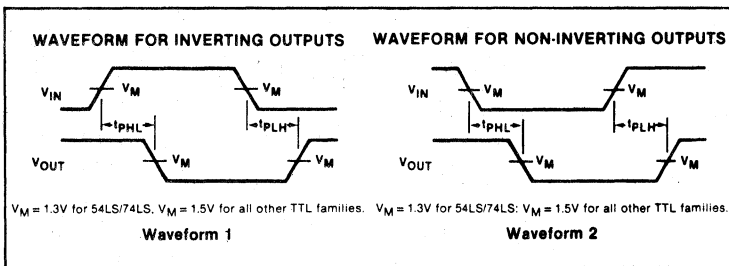 WAVEFORM FOR INVERTING OUTPUTS
VIN
VM
VM
tPHL
tPLH
VOUT
VM
VM
VM = 1.3V for 54LS/74LS, VM = 1.5V for all other TTL families.
Waveform 1
WAVEFORM FOR NON-INVERTING OUTPUTS
VIN
VM
VM
tPHL
tPLH
VOUT
VM
VM
VM = 1.3V for 54LS/74LS: VM = 1.5V for all other TTL families.
Waveform 2